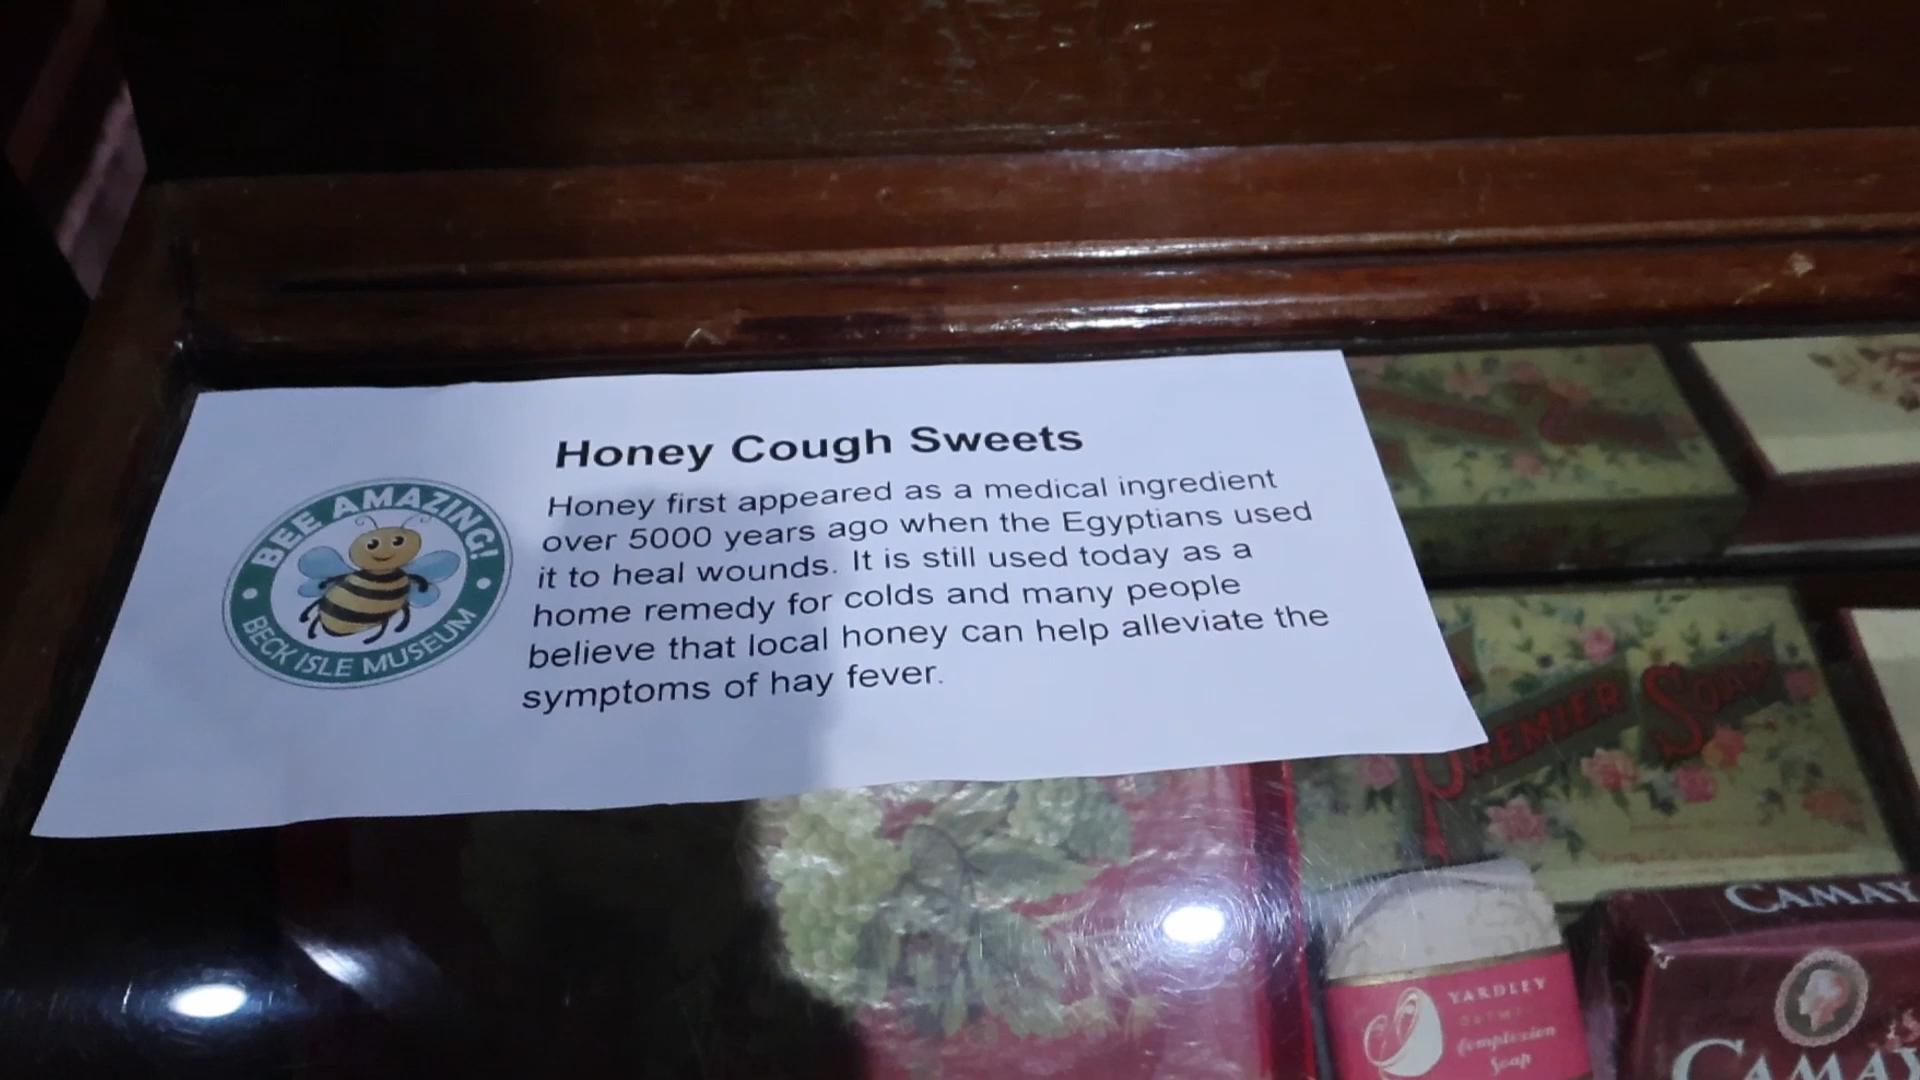 Honey Cough Sweets
Honey first appeared as a medical ingredient
over 5000 years ago when the Egyptians used
it to heal wounds. It is still used today as a
home remedy for colds and many people
believe that local honey can help alleviate the
symptoms of hay fever.
BEE AMAZING!
BECK ISLE MUSEUM
PREMIER SOAP
CAMAY
YARDLEY
Complexion
Soap
CAMAY